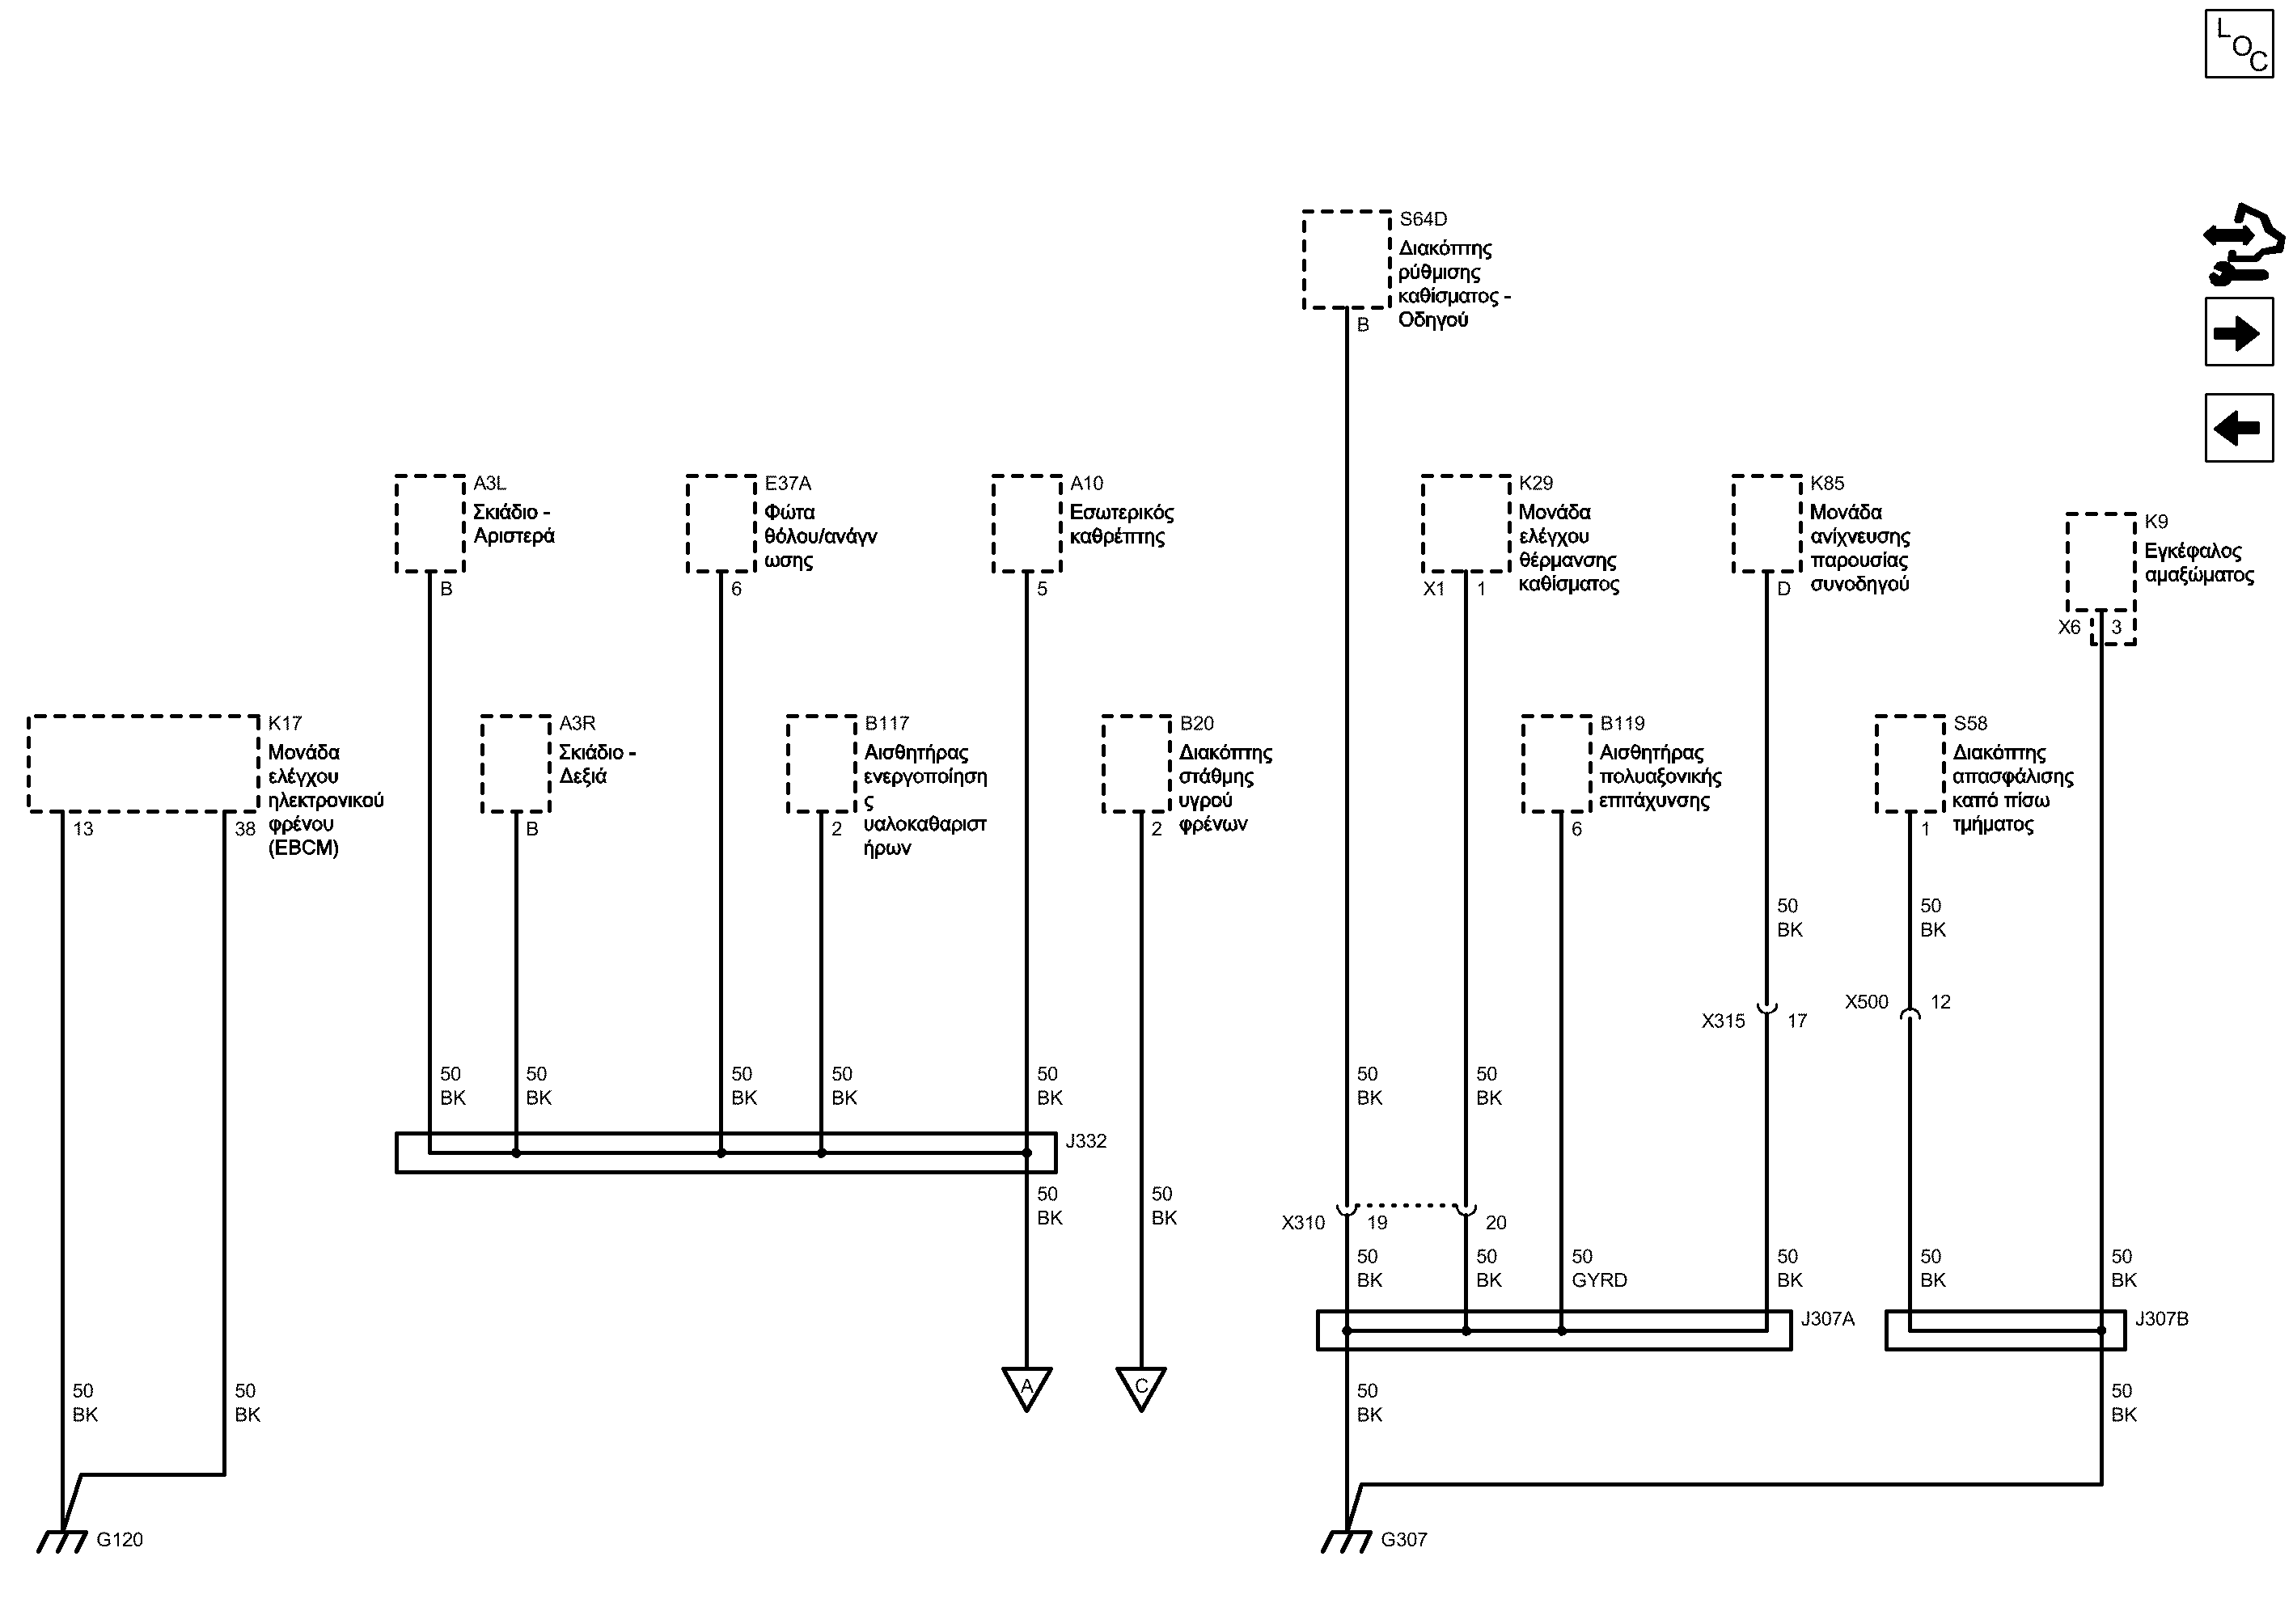 LOC
S64D
Διακόπτης
ρύθμισης
καθίσματος -
Οδηγού
B
A3L
Σκιάδιο -
Αριστερά
B
E37A
Φώτα
θόλου/ανάγν
ωσης
6
A10
Εσωτερικός
καθρέπτης
5
K29
Μονάδα
ελέγχου
θέρμανσης
καθίσματος
X1
1
K85
Μονάδα
ανίχνευσης
παρουσίας
συνοδηγού
D
K9
Εγκέφαλος
αμαξώματος
X6
3
K17
Μονάδα
ελέγχου
ηλεκτρονικού
φρένου
(EBCM)
13
38
A3R
Σκιάδιο -
Δεξιά
B
B117
Αισθητήρας
ενεργοποίηση
ς
υαλοκαθαριστ
ήρων
2
B20
Διακόπτης
στάθμης
υγρού
φρένων
2
B119
Αισθητήρας
πολυαξονικής
επιτάχυνσης
6
S58
Διακόπτης
απασφάλισης
καπό πίσω
τμήματος
1
50
BK
50
BK
X315
17
X500
12
50
BK
50
BK
50
BK
50
BK
50
BK
50
BK
50
BK
J332
50
BK
50
BK
X310
19
20
50
BK
50
BK
50
GYRD
50
BK
50
BK
50
BK
J307A
J307B
A
C
50
BK
50
BK
50
BK
50
BK
G120
G307